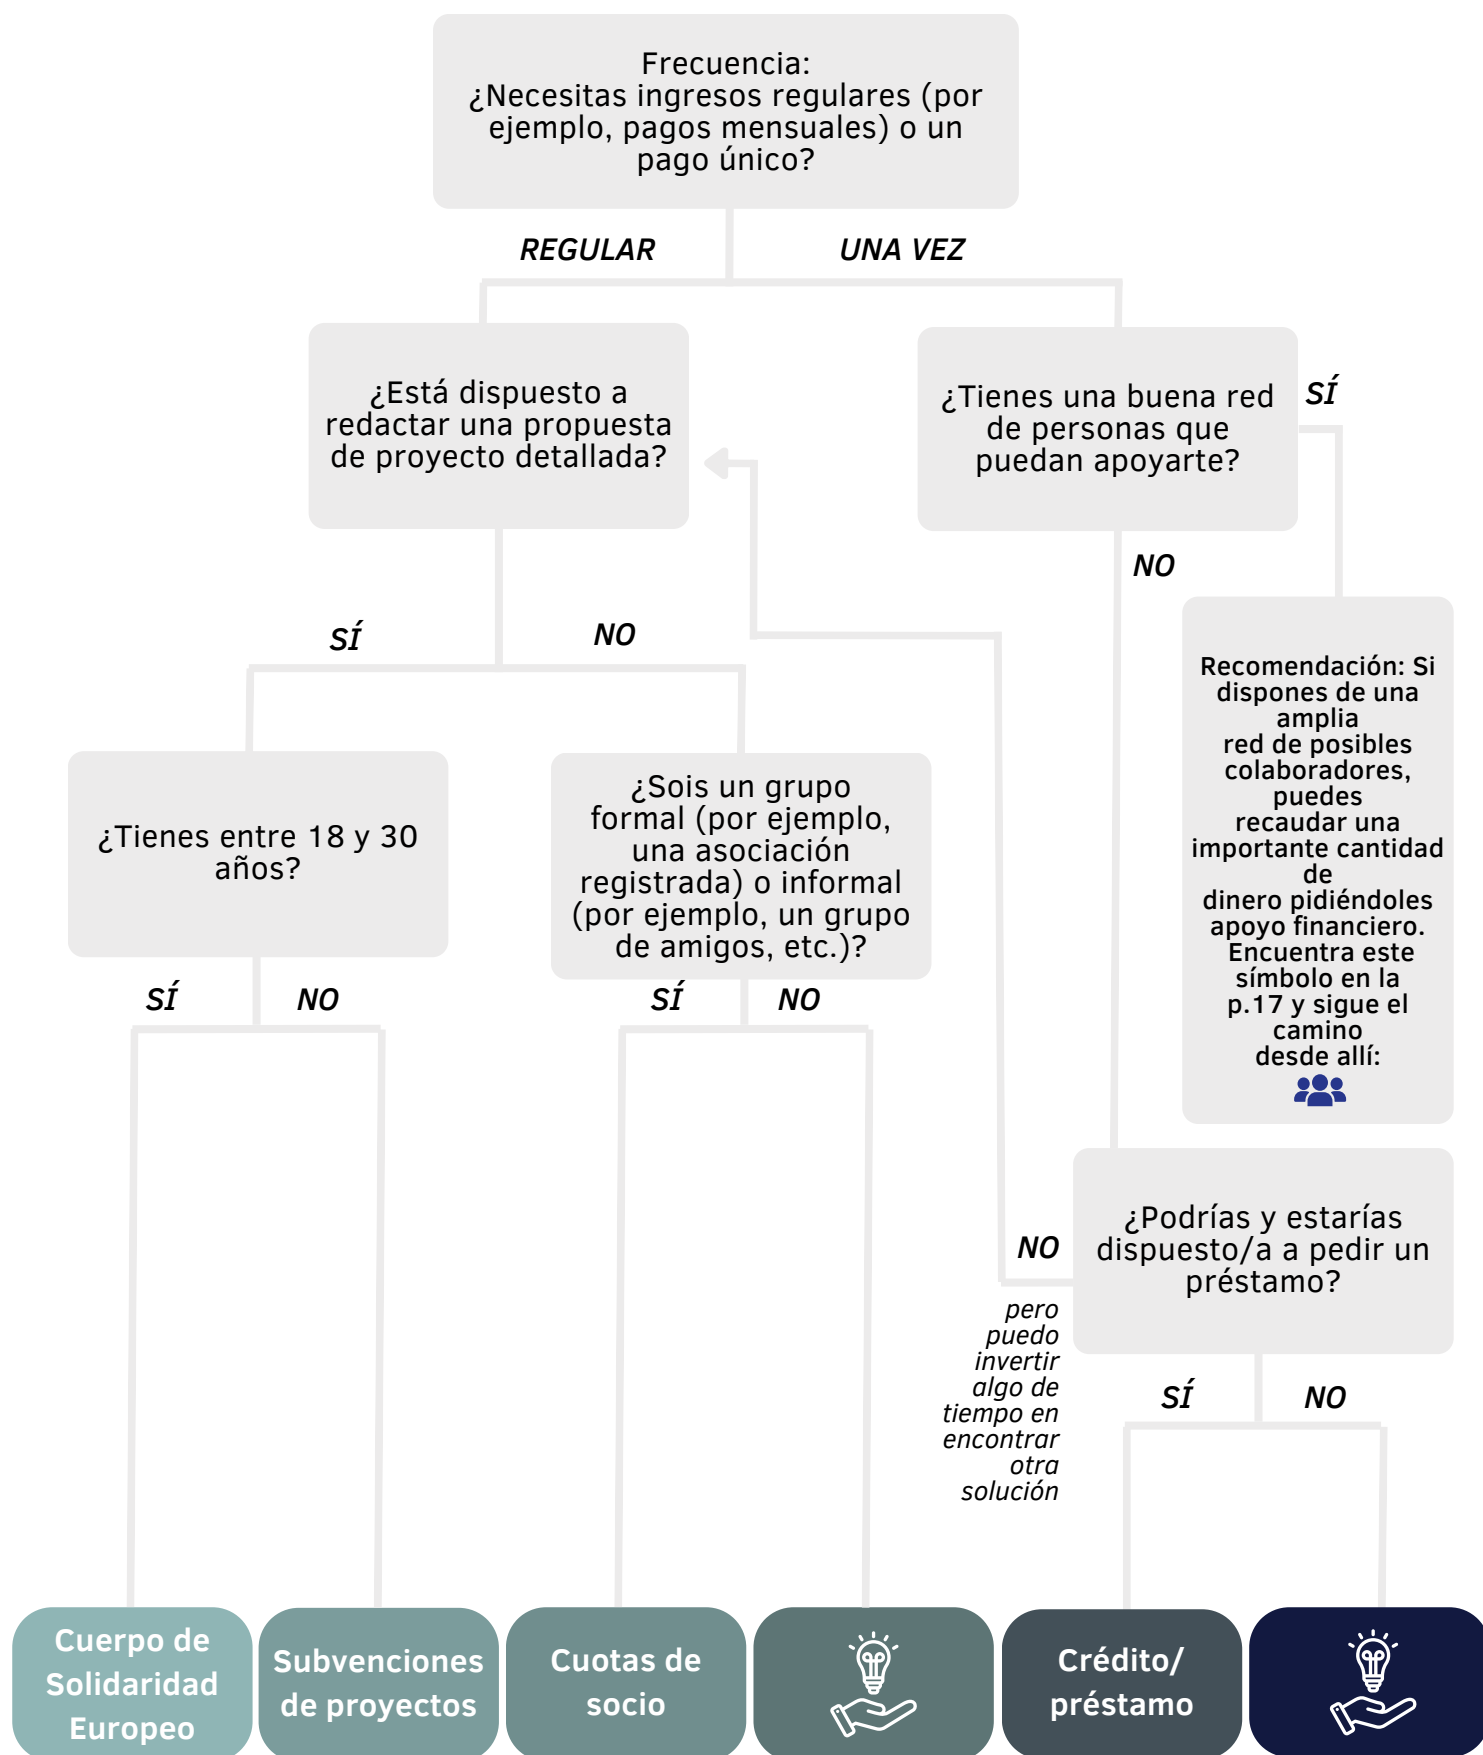 Frecuencia:
¿Necesitas ingresos regulares (por
ejemplo, pagos mensuales) o un
pago único?
REGULAR
UNA VEZ
¿Está dispuesto a
redactar una propuesta
de proyecto detallada?
¿Tienes una buena red
de personas que
puedan apoyarte?
SÍ
NO
SÍ
NO
Recomendación: Si
dispones de una
amplia
red de posibles
colaboradores,
puedes
recaudar una
importante cantidad
de
dinero pidiéndoles
apoyo financiero.
Encuentra este
símbolo en la
p.17 y sigue el
camino
desde allí:
¿Tienes entre 18 y 30
años?
¿Sois un grupo
formal (por ejemplo,
una asociación
registrada) o informal
(por ejemplo, un grupo
de amigos, etc.)?
SÍ
NO
SÍ
NO
¿Podrías y estarías
dispuesto/a a pedir un
préstamo?
NO
pero
puedo
invertir
algo de
tiempo en
encontrar
otra
solución
SÍ
NO
Cuerpo de
Solidaridad
Europeo
Subvenciones
de proyectos
Cuotas de
socio
Crédito/
préstamo